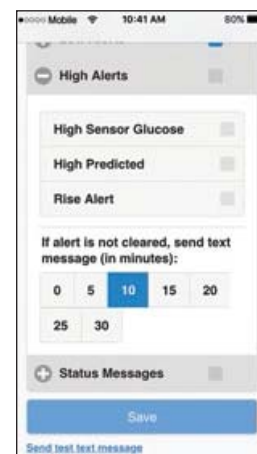 Mobile 10:41 AM 80%
High Alerts
High Sensor Glucose
High Predicted
Rise Alert
If alert is not cleared, send text
message (in minutes):
0 5 10 15 20
25 30
Status Messages
Save
Send test text message